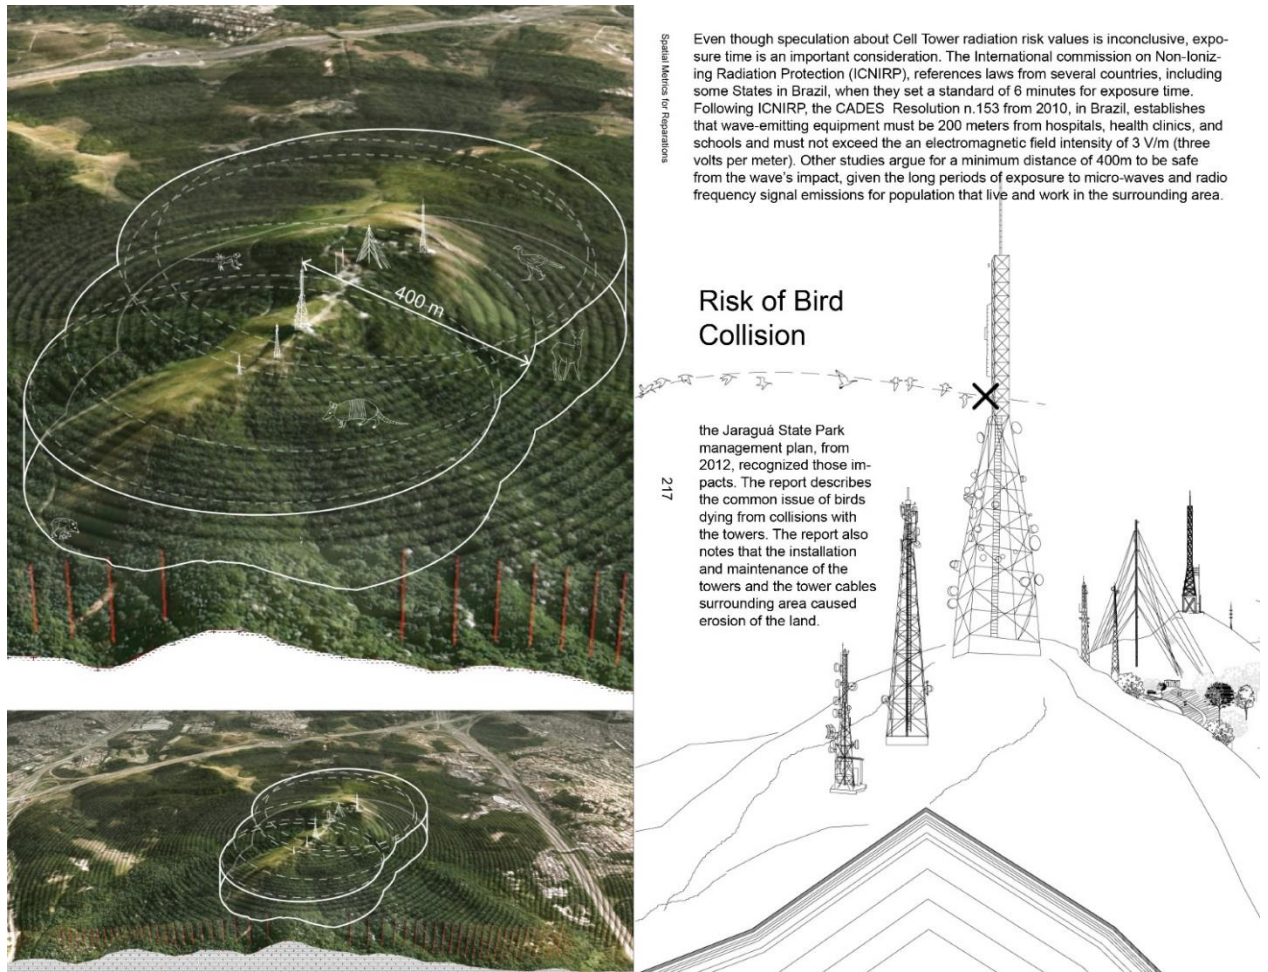 400 m
Spatial Metrics for Reparations
217
Even though speculation about Cell Tower radiation risk values is inconclusive, expo-
sure time is an important consideration. The International commission on Non-Ioniz-
ing Radiation Protection (ICNIRP), references laws from several countries, including
some States in Brazil, when they set a standard of 6 minutes for exposure time.
Following ICNIRP, the CADES Resolution n.153 from 2010, in Brazil, establishes
that wave-emitting equipment must be 200 meters from hospitals, health clinics, and
schools and must not exceed the an electromagnetic field intensity of 3 V/m (three
volts per meter). Other studies argue for a minimum distance of 400m to be safe
from the wave's impact, given the long periods of exposure to micro-waves and radio
frequency signal emissions for population that live and work in the surrounding area.
Risk of Bird
Collision
the Jaraguá State Park
management plan, from
2012, recognized those im-
pacts. The report describes
the common issue of birds
dying from collisions with
the towers. The report also
notes that the installation
and maintenance of the
towers and the tower cables
surrounding area caused
erosion of the land.